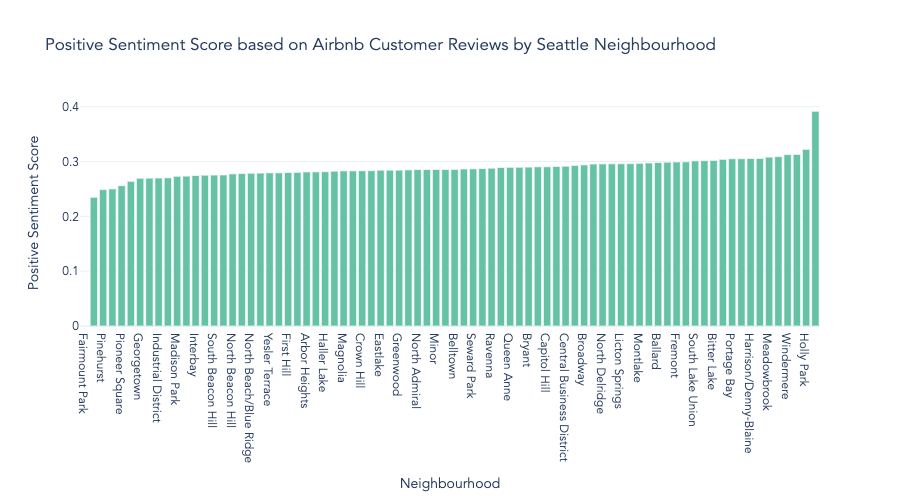 Positive Sentiment Score based on Airbnb Customer Reviews by Seattle Neighbourhood
Positive Sentiment Score
0.4
0.3
0.2
0.1
0
Fairmount Park
Pinehurst
Pioneer Square
Georgetown
Industrial District
Madison Park
Interbay
South Beacon Hill
North Beacon Hill
North Beach/Blue Ridge
Yesler Terrace
First Hill
Arbor Heights
Haller Lake
Magnolia
Crown Hill
Eastlake
Greenwood
North Admiral
Minor
Belltown
Seward Park
Ravenna
Queen Anne
Bryant
Capitol Hill
Central Business District
Broadway
North Delridge
Licton Springs
Montlake
Ballard
Fremont
South Lake Union
Bitter Lake
Portage Bay
Harrison/Denny-Blaine
Meadowbrook
Windermere
Holly Park
Neighbourhood